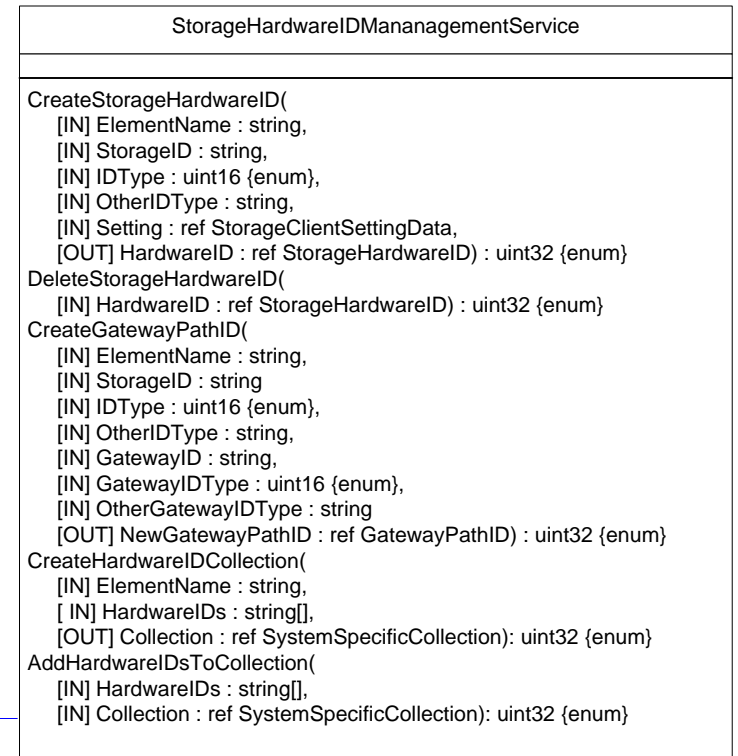 StorageHardwareIDMananagementService
CreateStorageHardwareID(
[IN] ElementName : string,
[IN] StorageID : string,
[IN] IDType : uint16 {enum},
[IN] OtherIDType : string,
[IN] Setting : ref StorageClientSettingData,
[OUT] HardwareID : ref StorageHardwareID) : uint32 {enum}
DeleteStorageHardwareID(
[IN] HardwareID : ref StorageHardwareID) : uint32 {enum}
CreateGatewayPathID(
[IN] ElementName : string,
[IN] StorageID : string
[IN] IDType : uint16 {enum},
[IN] OtherIDType : string,
[IN] GatewayID : string,
[IN] GatewayIDType : uint16 {enum},
[IN] OtherGatewayIDType : string
[OUT] NewGatewayPathID : ref GatewayPathID) : uint32 {enum}
CreateHardwareIDCollection(
[IN] ElementName : string,
[ IN] HardwareIDs : string[],
[OUT] Collection : ref SystemSpecificCollection): uint32 {enum}
AddHardwareIDsToCollection(
[IN] HardwareIDs : string[],
[IN] Collection : ref SystemSpecificCollection): uint32 {enum}